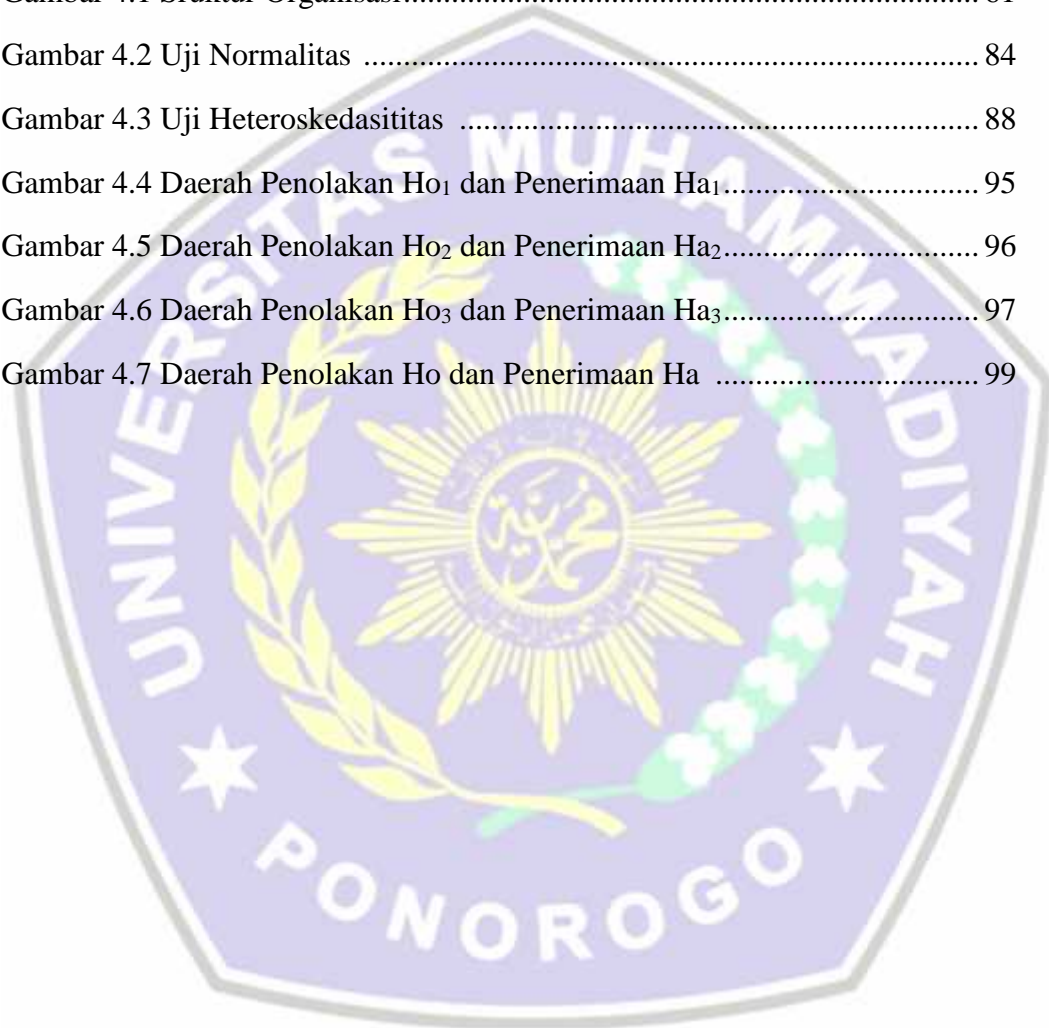 Gambar 4.2 Uji Normalitas ........................................................................................................ 84
Gambar 4.3 Uji Heteroskedasititas ........................................................................................ 88
Gambar 4.4 Daerah Penolakan Ho1 dan Penerimaan Ha1........................................... 95
Gambar 4.5 Daerah Penolakan Ho2 dan Penerimaan Ha2........................................... 96
Gambar 4.6 Daerah Penolakan Ho3 dan Penerimaan Ha3........................................... 97
Gambar 4.7 Daerah Penolakan Ho dan Penerimaan Ha ............................................. 99
UNIVERSITAS MUHAMMADIYAH
PONOROGO